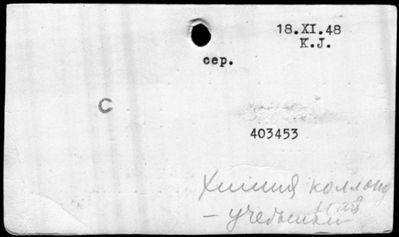 18.XI.48
K.J.
сер.
С
403453
Химия коллоид
— учебники